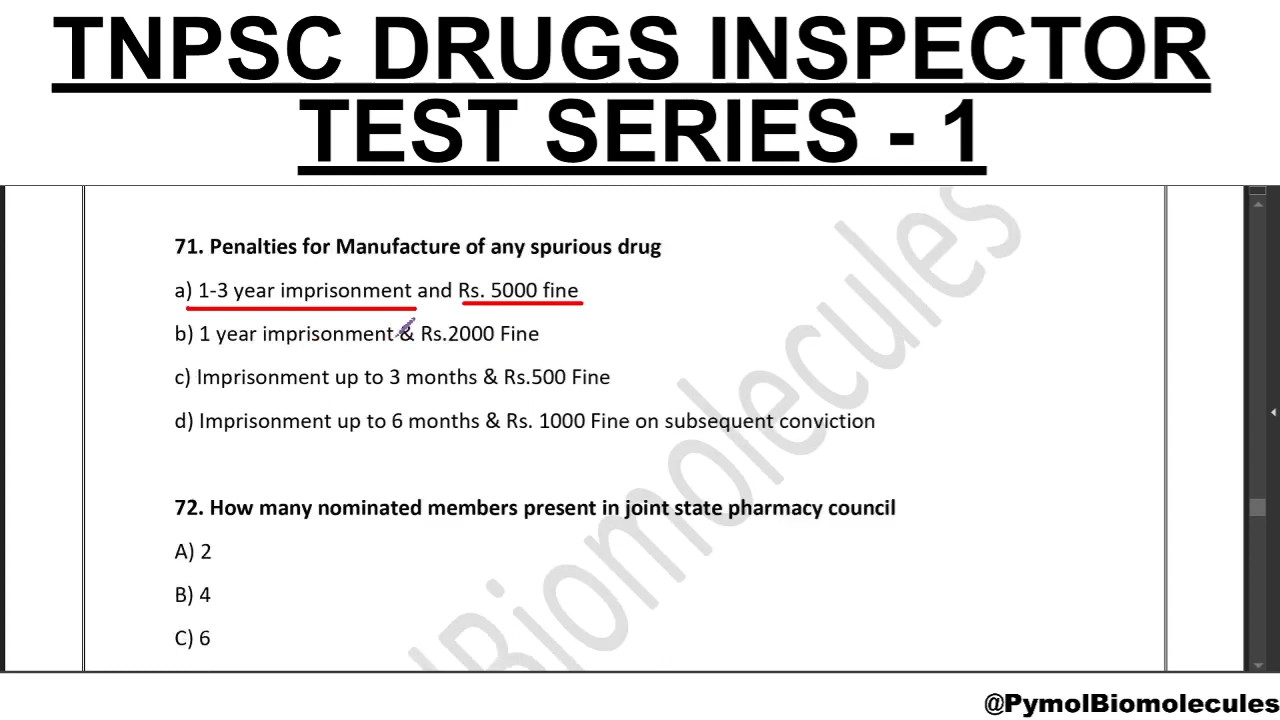 TNPSC DRUGS INSPECTOR
TEST SERIES - 1
71. Penalties for Manufacture of any spurious drug
a) 1-3 year imprisonment and Rs. 5000 fine
b) 1 year imprisonment & Rs.2000 Fine
c) Imprisonment up to 3 months & Rs.500 Fine
d) Imprisonment up to 6 months & Rs. 1000 Fine on subsequent conviction
72. How many nominated members present in joint state pharmacy council
A) 2
B) 4
C) 6
Biomolecules
@PymolBiomolecules